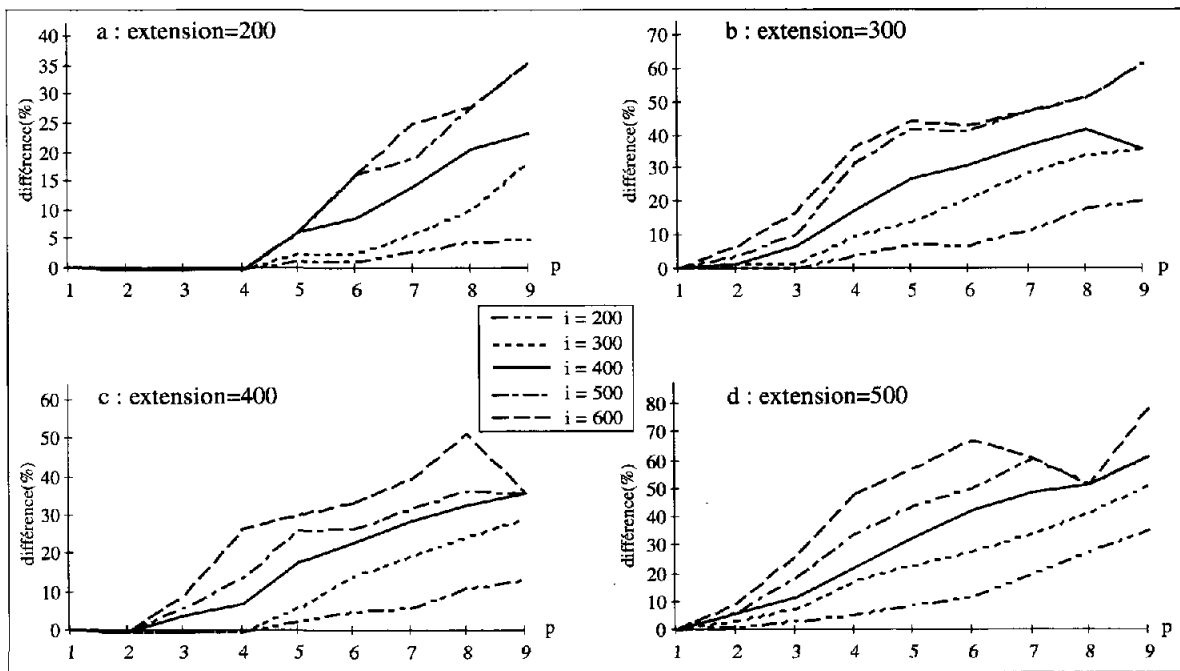 a : extension=200
40
35
30
25
20
15
10
5
0
différence(%)
1 2 3 4 5 6 7 8 9
p
b : extension=300
70
60
50
40
30
20
10
0
différence(%)
1 2 3 4 5 6 7 8 9
p
i = 200
i = 300
i = 400
i = 500
i = 600
c : extension=400
60
50
40
30
20
10
0
différence(%)
1 2 3 4 5 6 7 8 9
p
d : extension=500
80
70
60
50
40
30
20
10
0
différence(%)
1 2 3 4 5 6 7 8 9
p